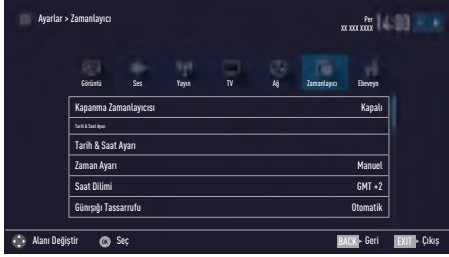 Ayarlar > Zamanlayıcı
Per
XX XXX XXXX
14:00
Görüntü Ses Yayın TV Ağ Zamanlayıcı Ebeveyn
Kapanma Zamanlayıcısı Kapalı
Tarih & Saat Ayarı
Tarih & Saat Ayarı
Zaman Ayarı Manuel
Saat Dilimi GMT +2
Günışığı Tassarrufu Otomatik
Alanı Değiştir OK Seç BACK Geri EXIT Çıkış